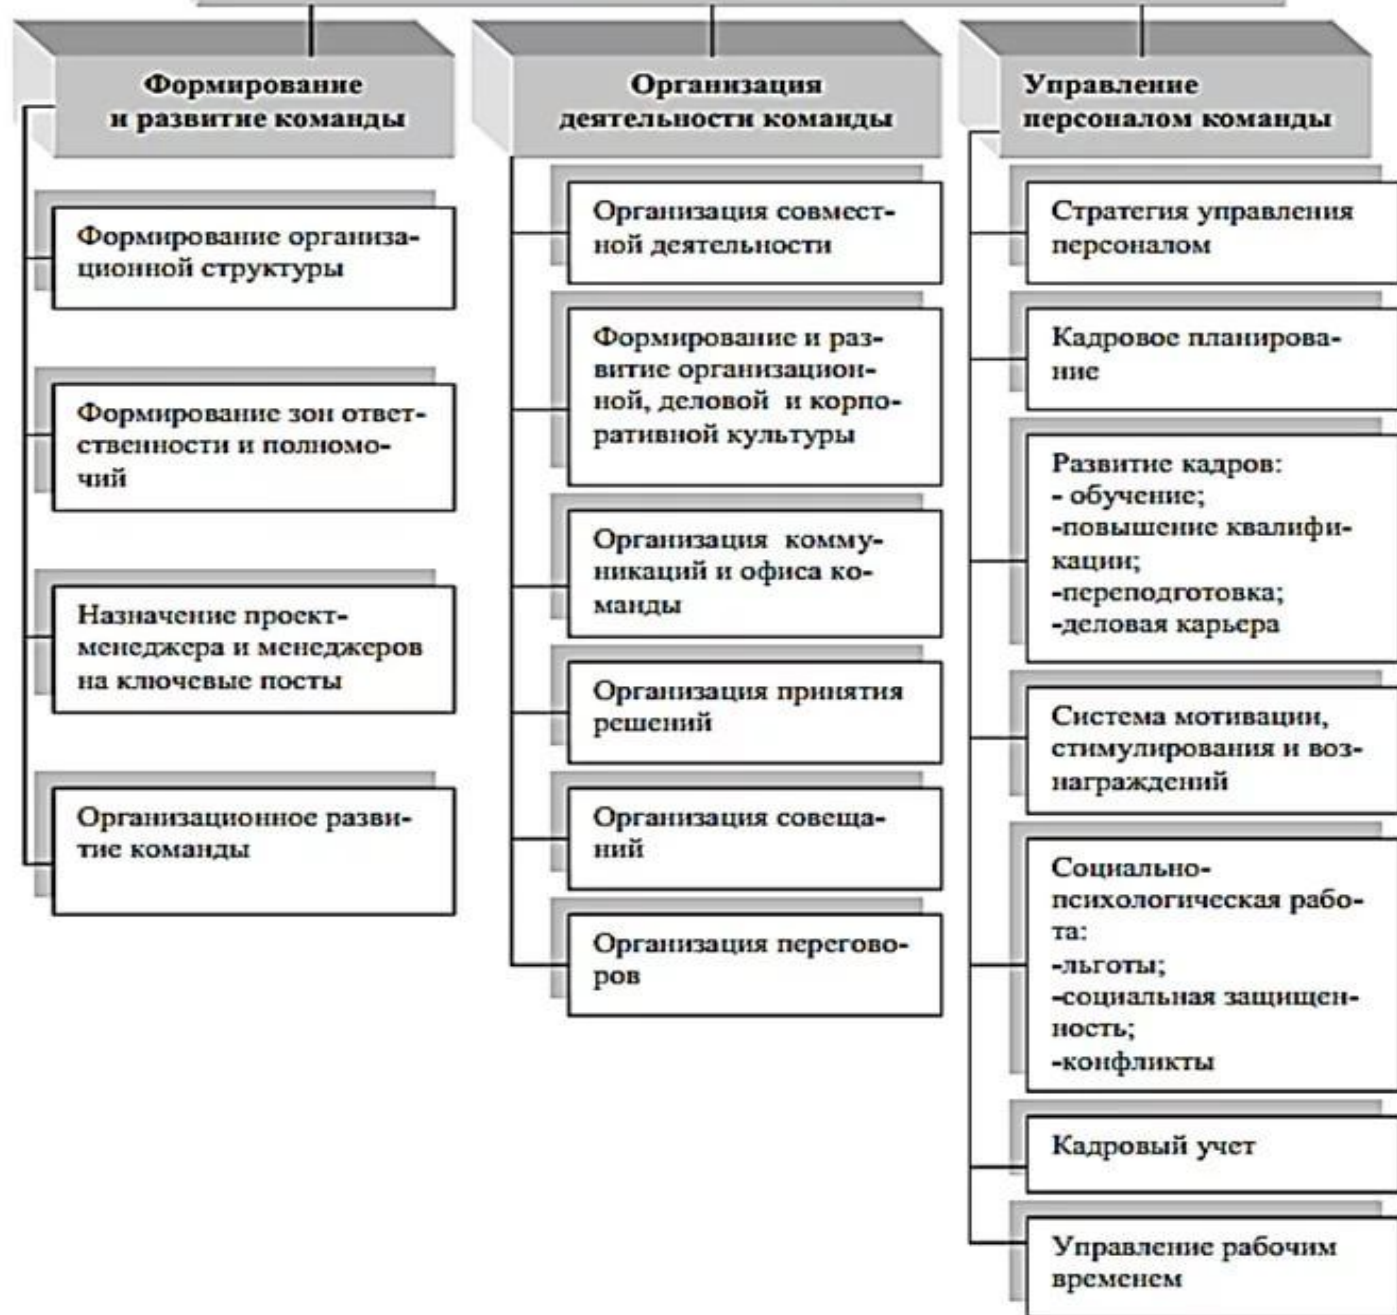 Формирование
и развитие команды
Формирование организа-
ционной структуры
Формирование зон ответ-
ственности и полномо-
чий
Назначение проект-
менеджера и менеджеров
на ключевые посты
Организационное разви-
тие команды
Организация
деятельности команды
Организация совмест-
ной деятельности
Формирование и раз-
витие организацион-
ной, деловой и корпо-
ративной культуры
Организация комму-
никаций и офиса ко-
манды
Организация принятия
решений
Организация совеща-
ний
Организация перегово-
ров
Управление
персоналом команды
Стратегия управления
персоналом
Кадровое планирова-
ние
Развитие кадров:
- обучение;
-повышение квалифи-
кации;
-переподготовка;
-деловая карьера
Система мотивации,
стимулирования и воз-
награждений
Социально-
психологическая рабо-
та:
-льготы;
-социальная защищен-
ность;
-конфликты
Кадровый учет
Управление рабочим
временем